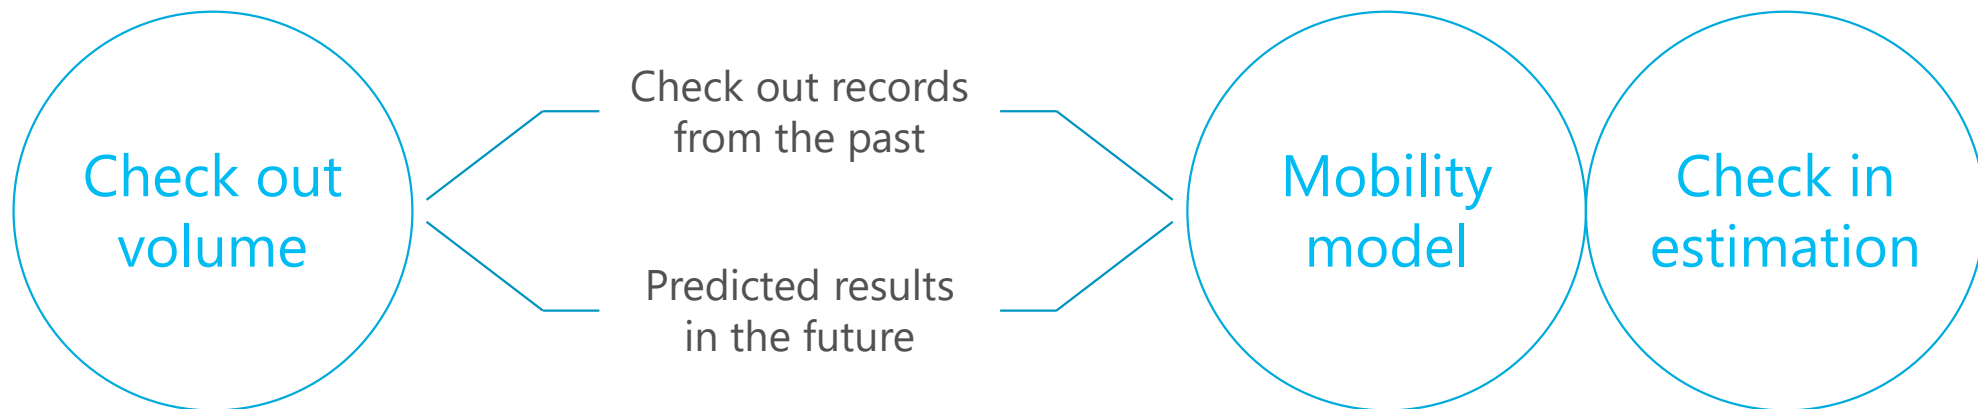 Check out
volume
Check out records
from the past
Predicted results
in the future
Mobility
model
Check in
estimation